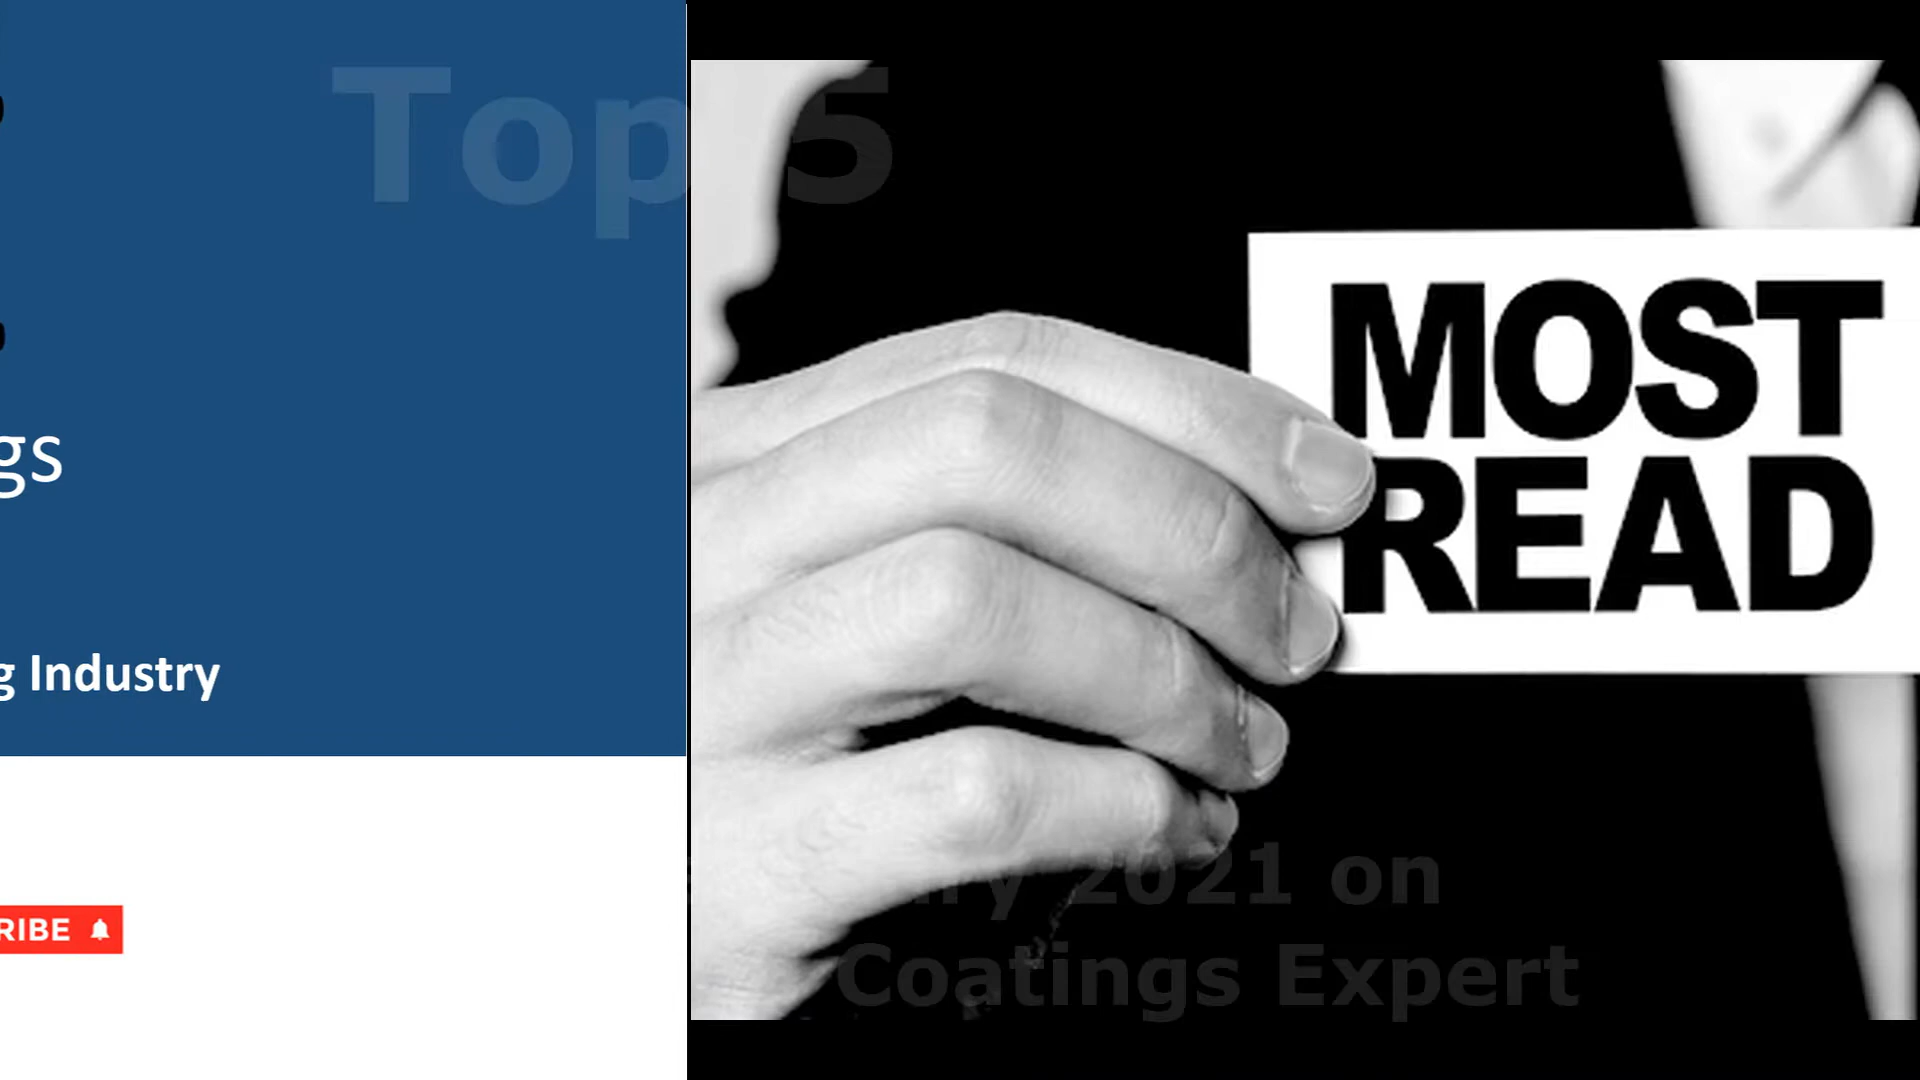 Top 5
MOST
READ
gs
g Industry
2021 on
Coatings Expert
RIBE